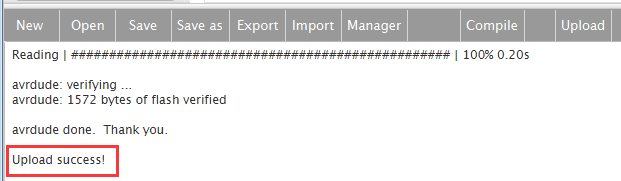 New Open Save Save as Export Import Manager Compile Upload
Reading | ################################################## | 100% 0.20s
avrdude: verifying ...
avrdude: 1572 bytes of flash verified
avrdude done.  Thank you.
Upload success!